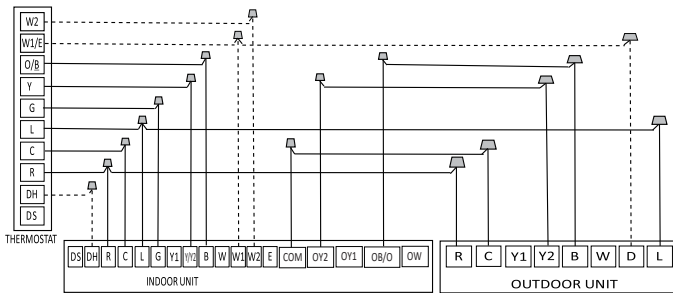 W2
W1/E
O/B
Y
G
L
C
R
DH
DS
THERMOSTAT
DS DH R C L G Y1 Y/Y2 B W W1 W2 E COM OY2 OY1 OB/O OW
INDOOR UNIT
R C Y1 Y2 B W D L
OUTDOOR UNIT